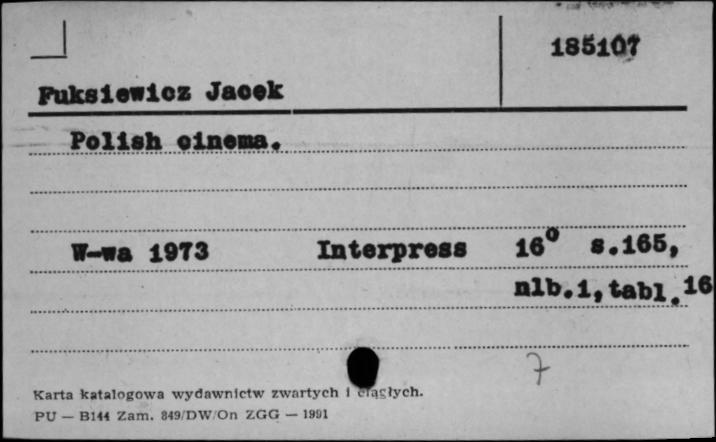 185107
Fuksiewicz Jacek
Polish cinema.
W-wa 1973 Interpress 16° s.165,
nlb.1, tabl.16
7
Karta katalogowa wydawnictw zwartych i ciągłych.
PU — B144 Zam. 849/DW/On ZGG — 1991